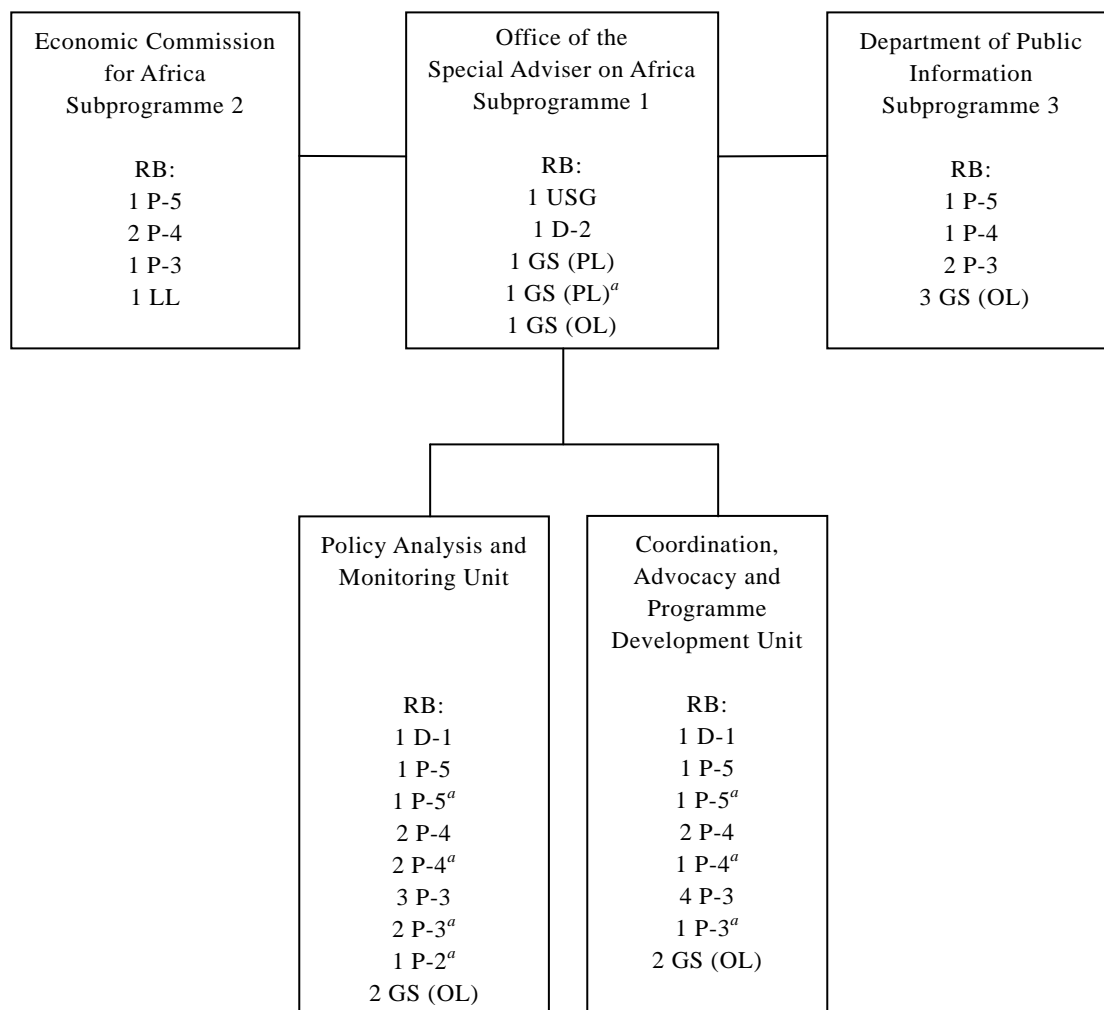 Economic Commission
for Africa
Subprogramme 2
RB:
1 P-5
2 P-4
1 P-3
1 LL
Office of the
Special Adviser on Africa
Subprogramme 1
RB:
1 USG
1 D-2
1 GS (PL)
1 GS (PL)a
1 GS (OL)
Department of Public
Information
Subprogramme 3
RB:
1 P-5
1 P-4
2 P-3
3 GS (OL)
Policy Analysis and
Monitoring Unit
RB:
1 D-1
1 P-5
1 P-5a
2 P-4
2 P-4a
3 P-3
2 P-3a
1 P-2a
2 GS (OL)
Coordination,
Advocacy and
Programme
Development Unit
RB:
1 D-1
1 P-5
1 P-5a
2 P-4
1 P-4a
4 P-3
1 P-3a
2 GS (OL)